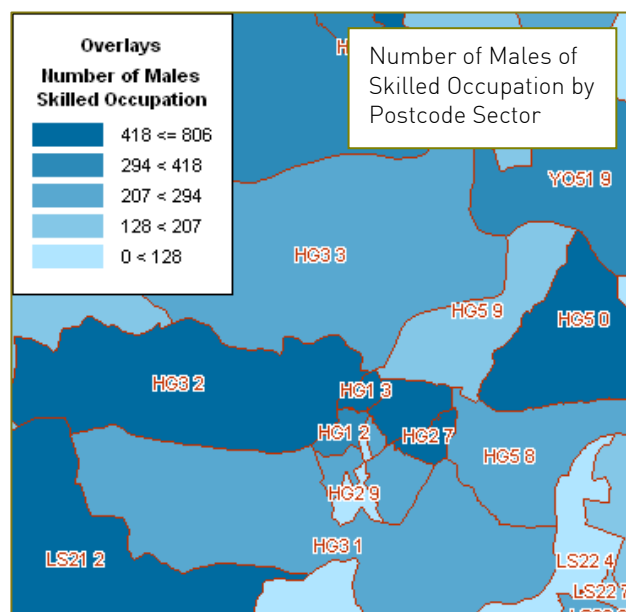 Overlays
Number of Males
Skilled Occupation
418 <= 806
294 < 418
207 < 294
128 < 207
0 < 128
Number of Males of
Skilled Occupation by
Postcode Sector
YO51 9
HG3 3
HG5 9
HG5 0
HG3 2
HG1 3
HG1 2
HG2 7
HG5 8
HG2 9
HG3 1
LS21 2
LS22 4
LS22 7